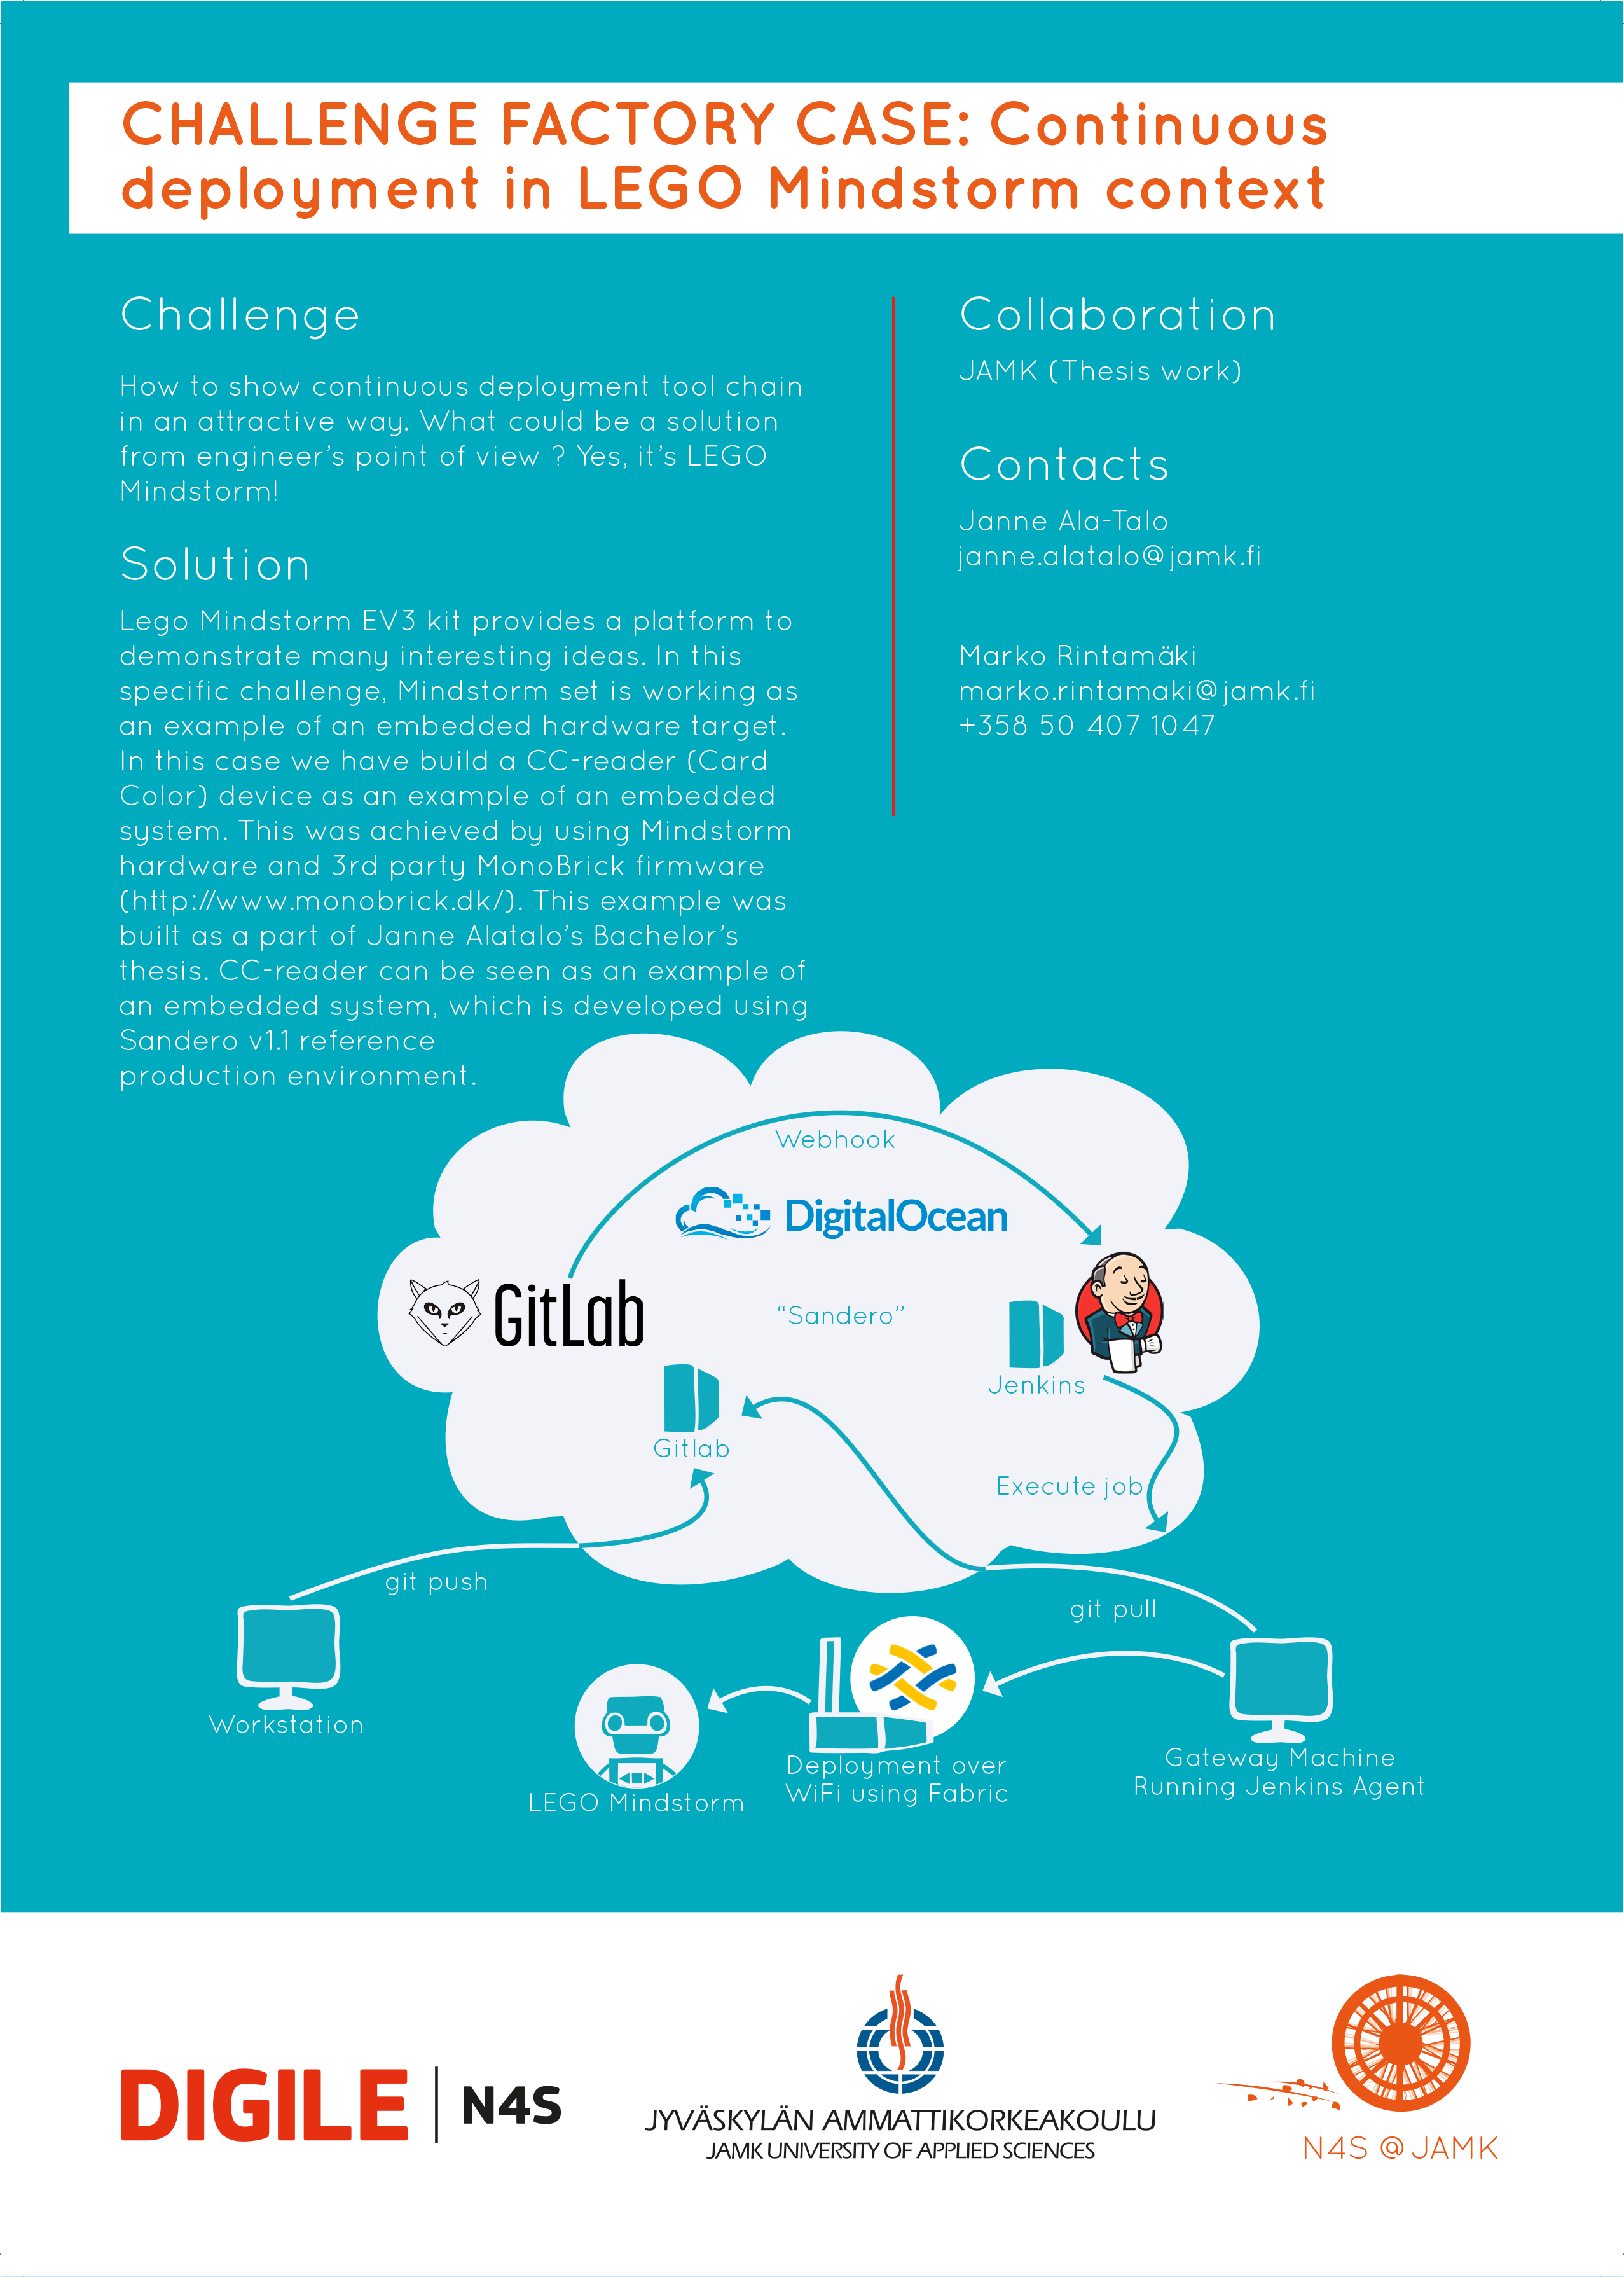 CHALLENGE FACTORY CASE: Continuous
deployment in LEGO Mindstorm context
Challenge
How to show continuous deployment tool chain
in an attractive way. What could be a solution
from engineer's point of view ? Yes, it's LEGO
Mindstorm!
Solution
Lego Mindstorm EV3 kit provides a platform to
demonstrate many interesting ideas. In this
specific challenge, Mindstorm set is working as
an example of an embedded hardware target.
In this case we have build a CC-reader (Card
Color) device as an example of an embedded
system. This was achieved by using Mindstorm
hardware and 3rd party MonoBrick firmware
(http://www.monobrick.dk/). This example was
built as a part of Janne Alatalo's Bachelor's
thesis. CC-reader can be seen as an example of
an embedded system, which is developed using
Sandero v1.1 reference
production environment.
Collaboration
JAMK (Thesis work)
Contacts
Janne Ala-Talo
janne.alatalo@jamk.fi
Marko Rintamäki
marko.rintamaki@jamk.fi
+358 50 407 1047
Webhook
DigitalOcean
GitLab
"Sandero"
Jenkins
Gitlab
Execute job
git push
git pull
Workstation
LEGO Mindstorm
Deployment over
WiFi using Fabric
Gateway Machine
Running Jenkins Agent
DIGILE | N4S
JYVÄSKYLÄN AMMATTIKORKEAKOULU
JAMK UNIVERSITY OF APPLIED SCIENCES
N4S @ JAMK